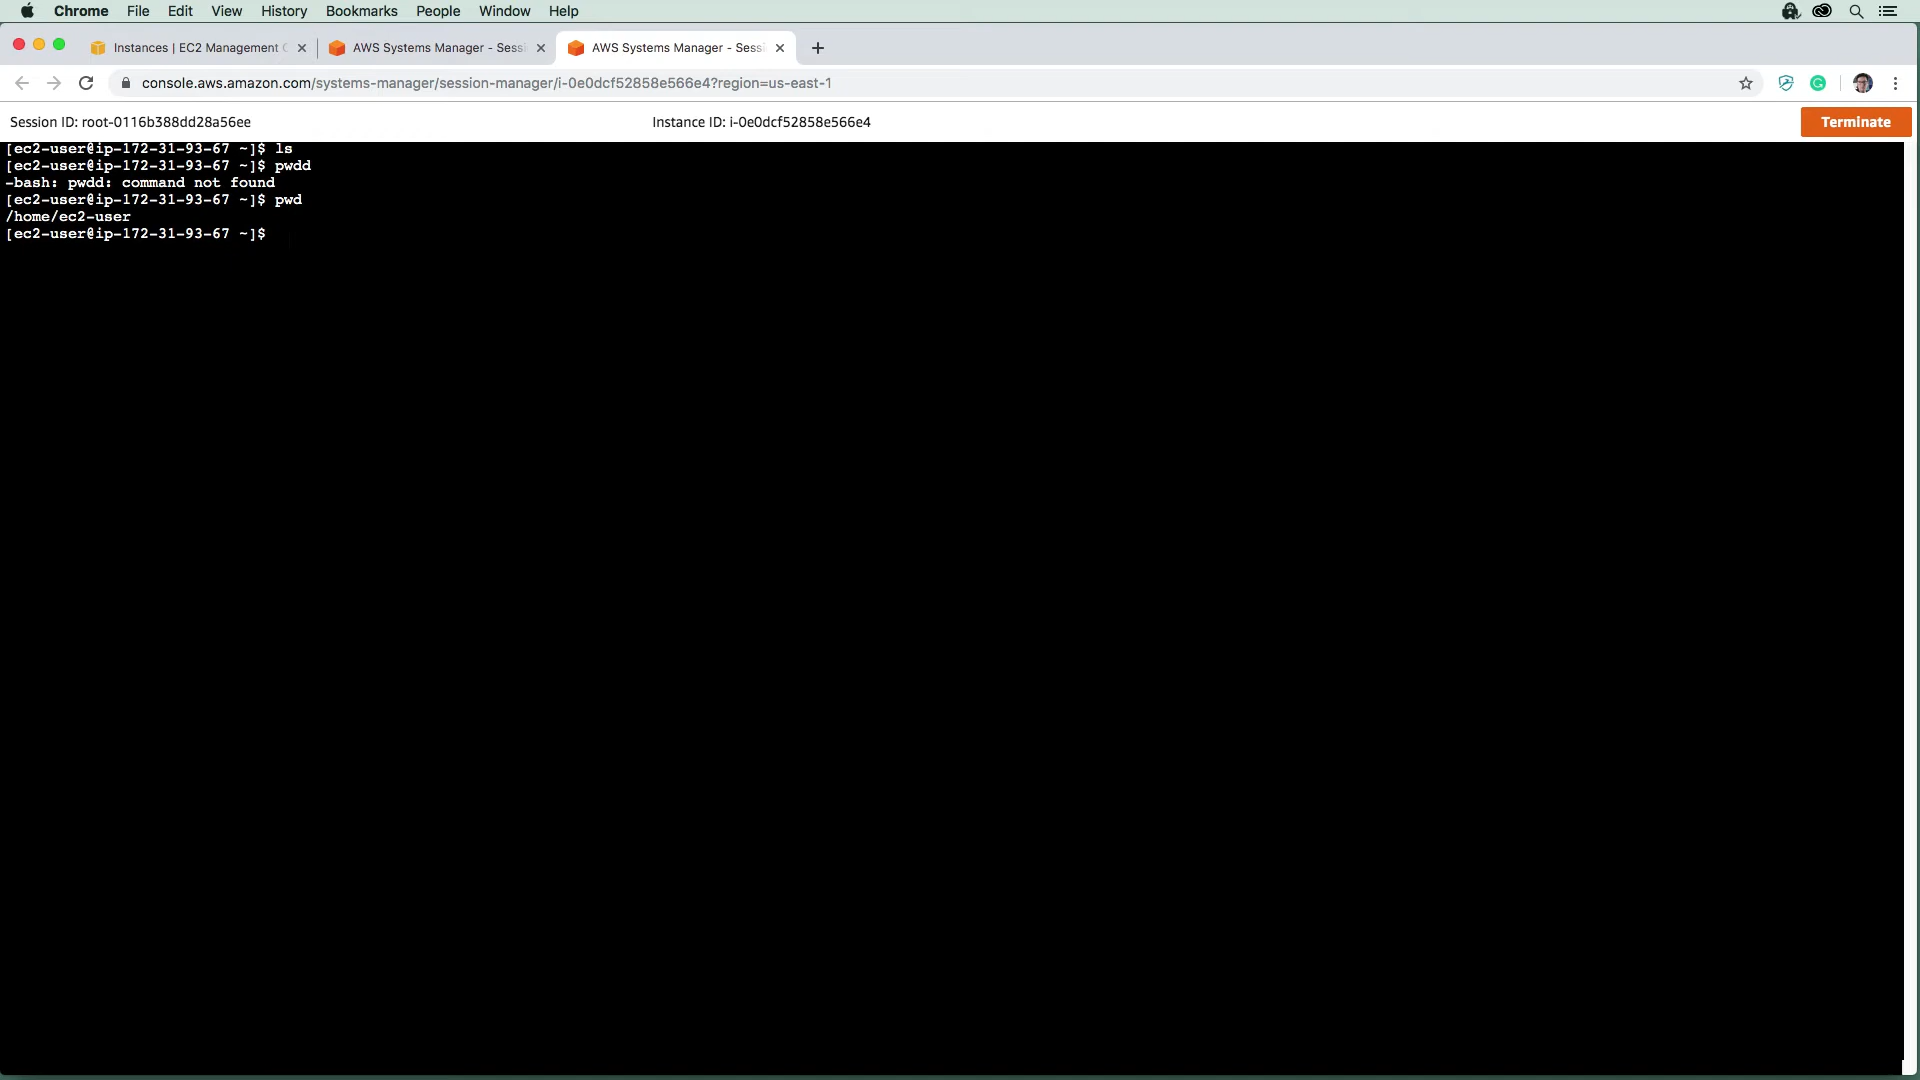 Chrome File Edit View History Bookmarks People Window Help
Instances | EC2 Management
AWS Systems Manager - Sess
AWS Systems Manager - Sess
console.aws.amazon.com/systems-manager/session-manager/i-0e0dcf52858e566e4?region=us-east-1
Session ID: root-0116b388dd28a56ee
Instance ID: i-0e0dcf52858e566e4
Terminate
[ec2-user@ip-172-31-93-67 ~]$ ls
[ec2-user@ip-172-31-93-67 ~]$ pwdd
-bash: pwdd: command not found
[ec2-user@ip-172-31-93-67 ~]$ pwd
/home/ec2-user
[ec2-user@ip-172-31-93-67 ~]$